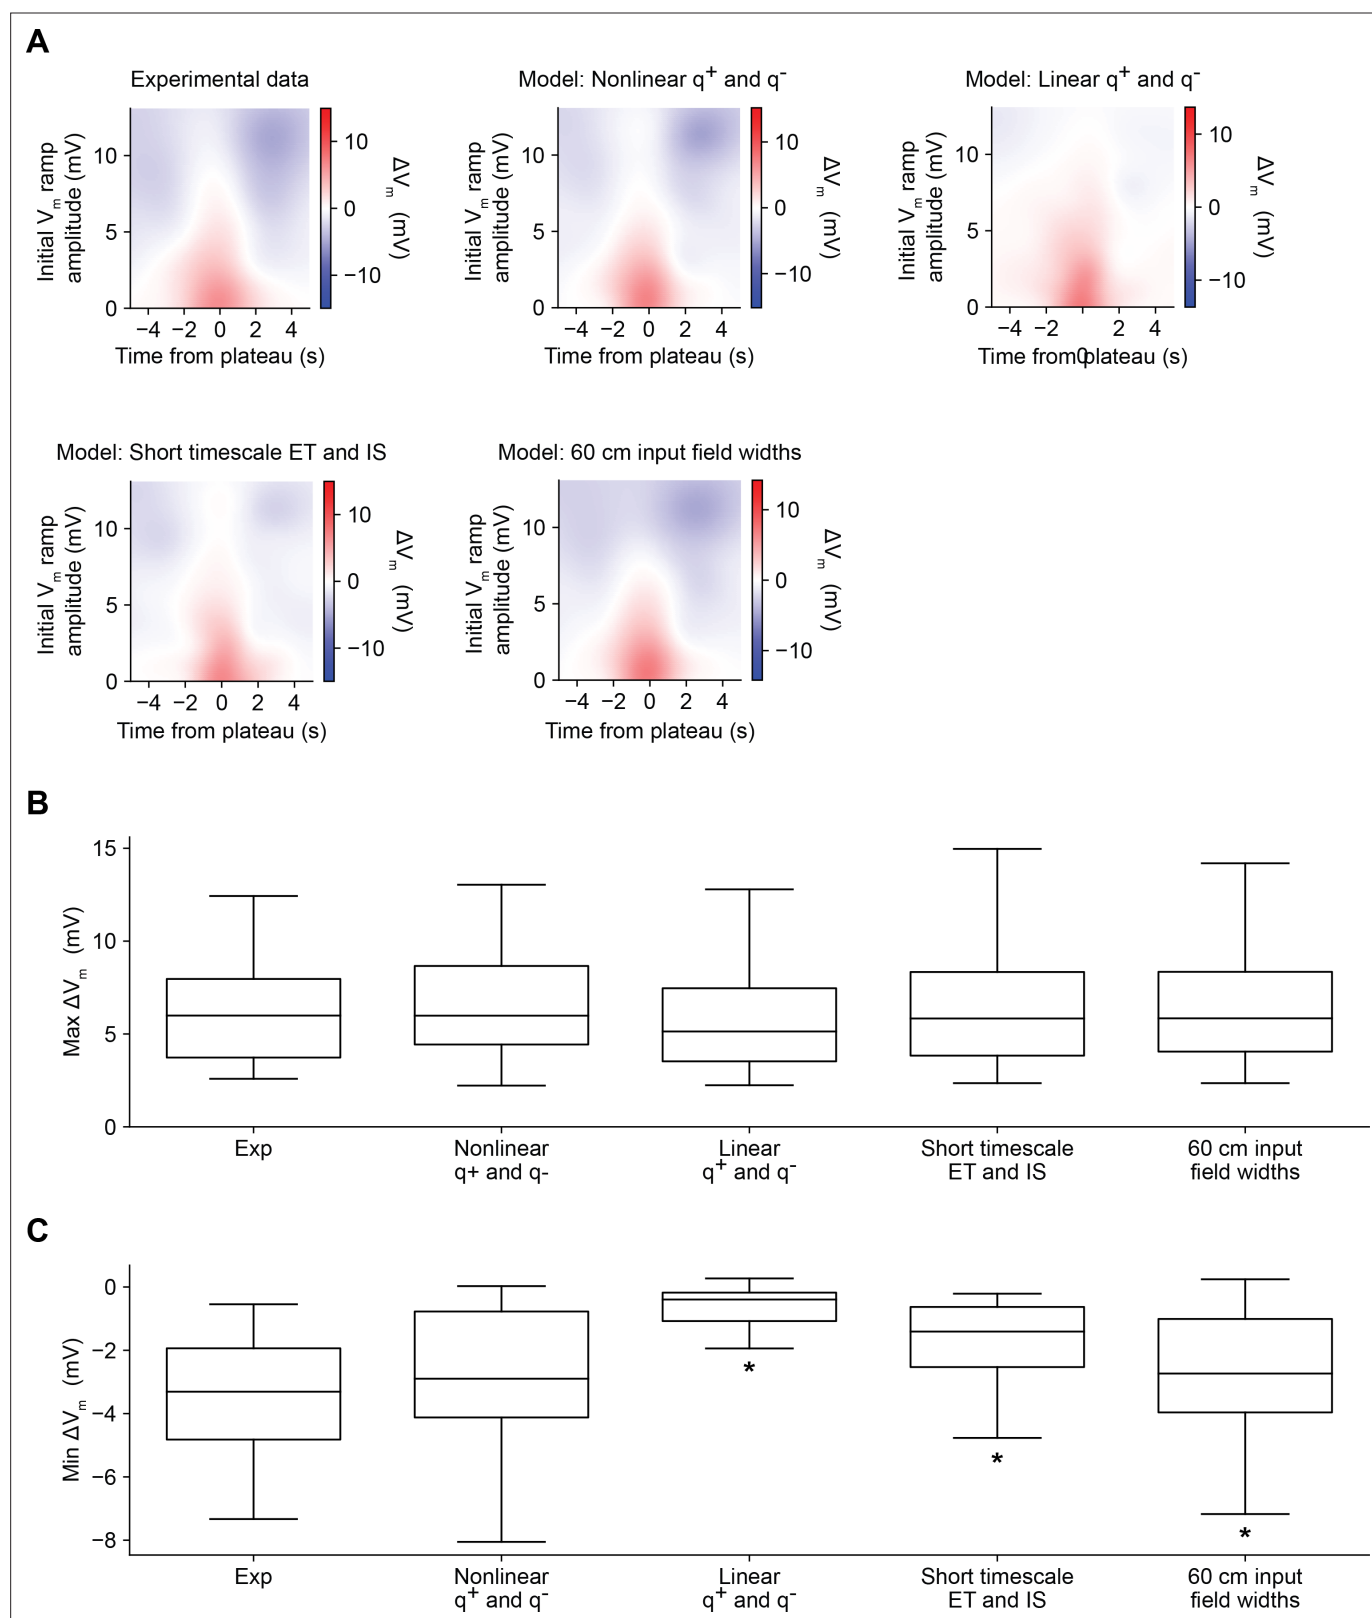 A
Experimental data
Initial Vm ramp
amplitude (mV)
10
5
0
−4 −2 0 2 4
Time from plateau (s)
10
0
−10
ΔVm (mV)
Model: Nonlinear q+ and q-
Initial Vm ramp
amplitude (mV)
10
5
0
−4 −2 0 2 4
Time from plateau (s)
10
0
−10
ΔVm (mV)
Model: Linear q+ and q-
Initial Vm ramp
amplitude (mV)
10
5
0
−4 −2 0 2 4
Time from plateau (s)
10
0
−10
ΔVm (mV)
Model: Short timescale ET and IS
Initial Vm ramp
amplitude (mV)
10
5
0
−4 −2 0 2 4
Time from plateau (s)
10
0
−10
ΔVm (mV)
Model: 60 cm input field widths
Initial Vm ramp
amplitude (mV)
10
5
0
−4 −2 0 2 4
Time from plateau (s)
10
0
−10
ΔVm (mV)
B
Max ΔVm (mV)
15
10
5
0
Exp
Nonlinear
q+ and q-
Linear
q+ and q-
Short timescale
ET and IS
60 cm input
field widths
C
Min ΔVm (mV)
0
−2
−4
−6
−8
*
*
*
Exp
Nonlinear
q+ and q-
Linear
q+ and q-
Short timescale
ET and IS
60 cm input
field widths